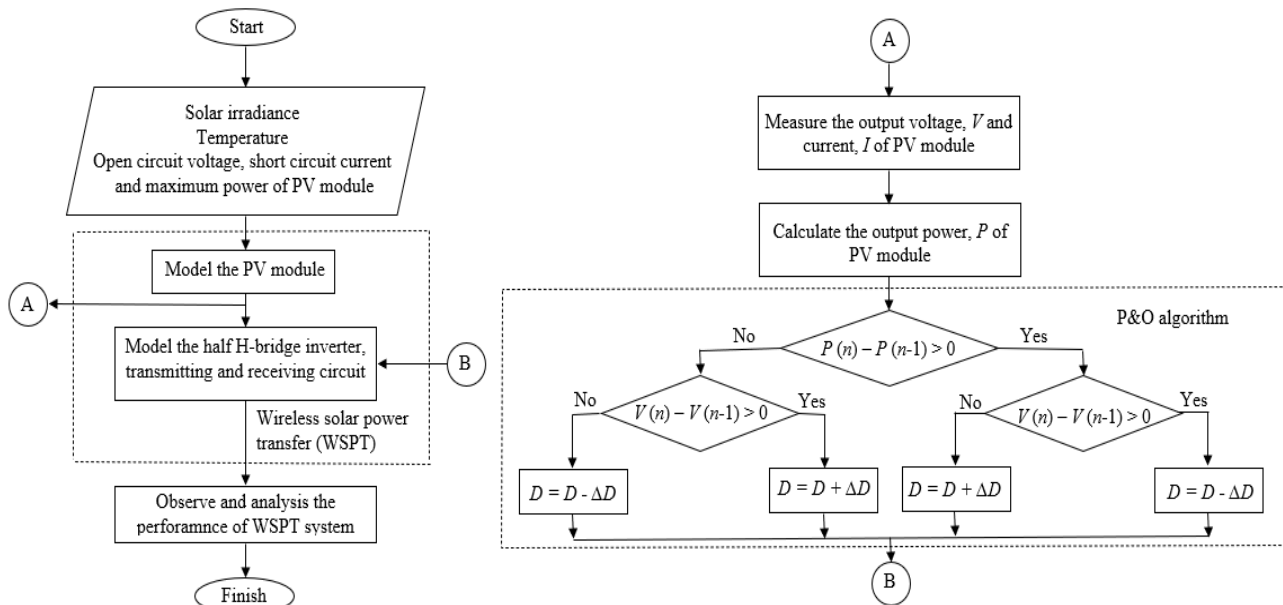 Start
Solar irradiance
Temperature
Open circuit voltage, short circuit current
and maximum power of PV module
Model the PV module
A
Model the half H-bridge inverter,
transmitting and receiving circuit
B
Wireless solar power
transfer (WSPT)
Observe and analysis the
perforamnce of WSPT system
Finish
A
Measure the output voltage, V and
current, I of PV module
Calculate the output power, P of
PV module
P&O algorithm
No
P (n) – P (n-1) > 0
Yes
No
V (n) – V (n-1) > 0
Yes
No
V (n) – V (n-1) > 0
Yes
D = D - ΔD
D = D + ΔD
D = D + ΔD
D = D - ΔD
B